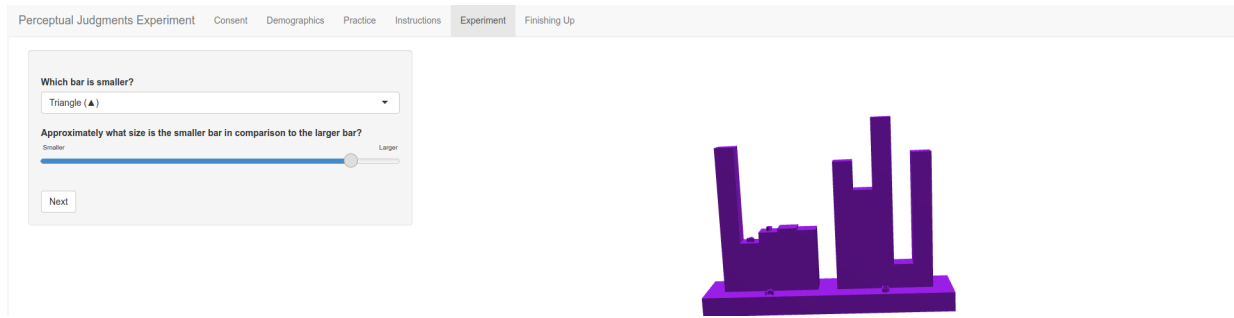 Perceptual Judgments Experiment Consent Demographics Practice Instructions Experiment Finishing Up
Which bar is smaller?
Triangle (▲)
Approximately what size is the smaller bar in comparison to the larger bar?
Smaller Larger
Next